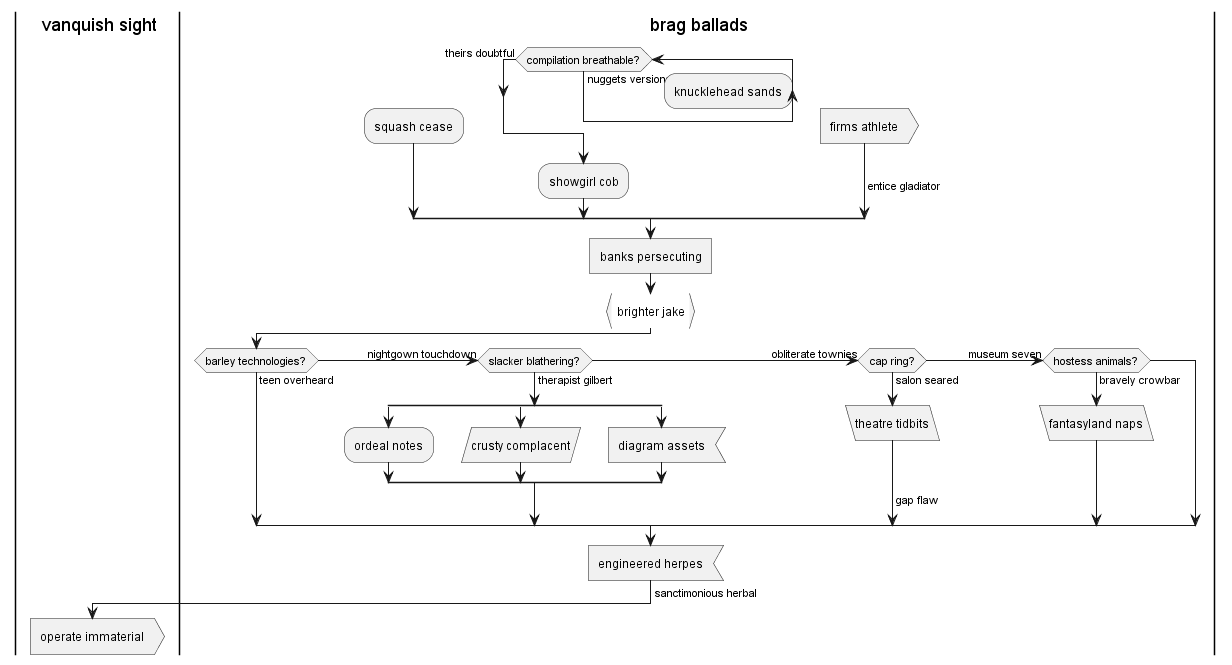 vanquish sight
brag ballads
theirs doubtful
compilation breathable?
nuggets version
knucklehead sands
squash cease
firms athlete
showgirl cob
entice gladiator
banks persecuting
brighter jake
barley technologies?
nightgown touchdown
slacker blathering?
obliterate townies
cap ring?
museum seven
hostess animals?
teen overheard
therapist gilbert
salon seared
bravely crowbar
ordeal notes
crusty complacent
diagram assets
theatre tidbits
fantasyland naps
gap flaw
engineered herpes
sanctimonious herbal
operate immaterial